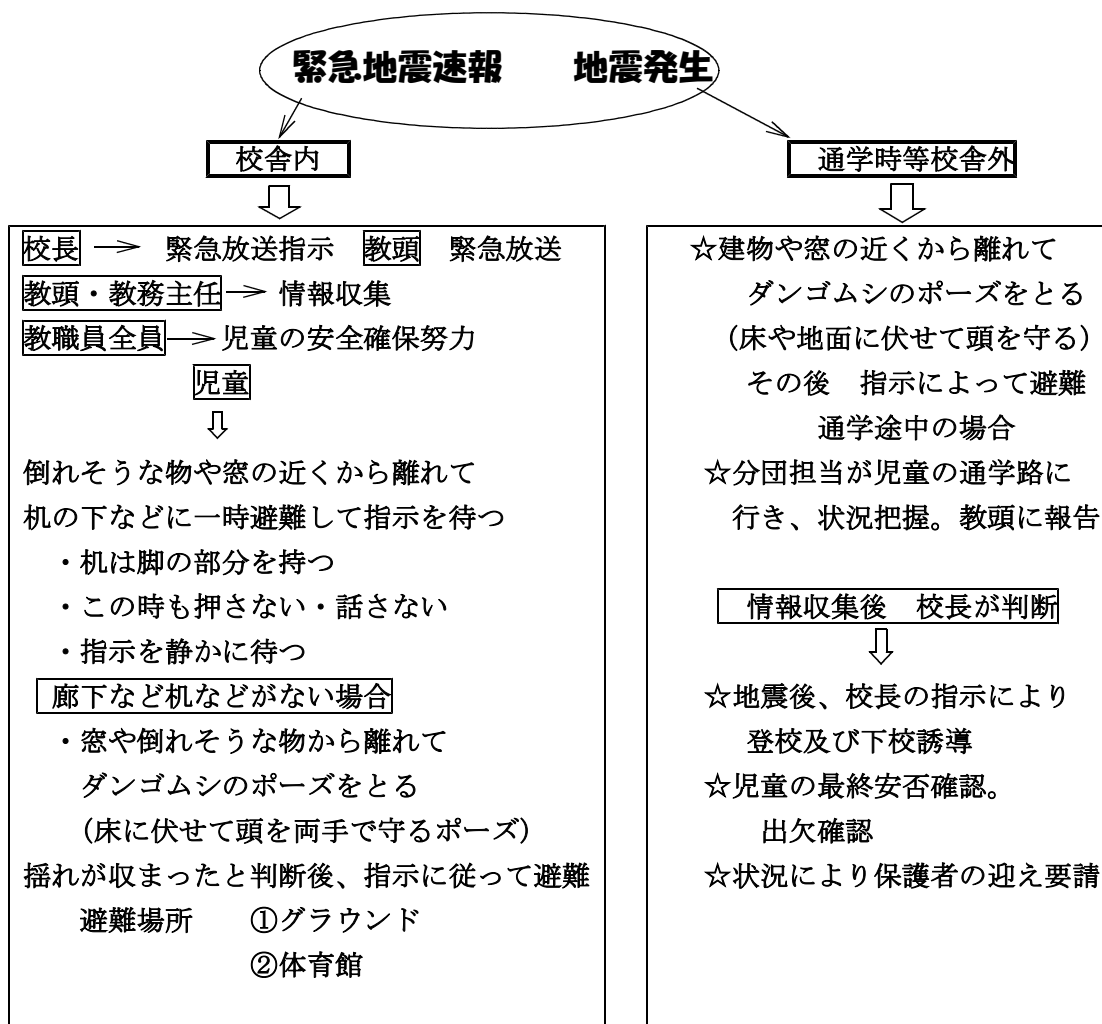 緊急地震速報　　地震発生
校舎内
校長　→　緊急放送指示　教頭　緊急放送
教頭・教務主任→情報収集
教職員全員→児童の安全確保努力
児童
倒れそうな物や窓の近くから離れて
机の下などに一時避難して指示を待つ
・机は脚の部分を持つ
・この時も押さない・話さない
・指示を静かに待つ
廊下など机などがない場合
・窓や倒れそうな物から離れて
ダンゴムシのポーズをとる
（床に伏せて頭を両手で守るポーズ）
揺れが収まったと判断後、指示に従って避難
避難場所　　①グラウンド
②体育館
通学時等校舎外
☆建物や窓の近くから離れて
ダンゴムシのポーズをとる
（床や地面に伏せて頭を守る）
その後　指示によって避難
通学途中の場合
☆分団担当が児童の通学路に
行き、状況把握。教頭に報告
情報収集後　校長が判断
☆地震後、校長の指示により
登校及び下校誘導
☆児童の最終安否確認。
出欠確認
☆状況により保護者の迎え要請